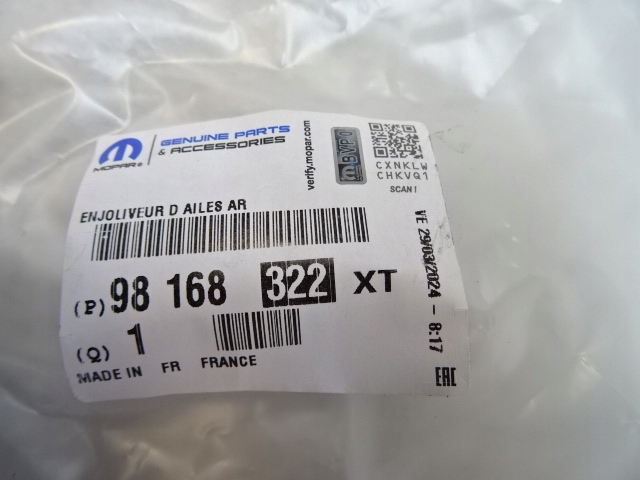 MOPAR®
GENUINE PARTS
& ACCESSORIES
verify.mopar.com
CXNKLW
CHKVQ1
SCAN!
ENJOLIVEUR D AILES AR
(P) 98 168 322 XT
(Q) 1
MADE IN FR FRANCE
VE 29/03/2024 - 8:17
EAC